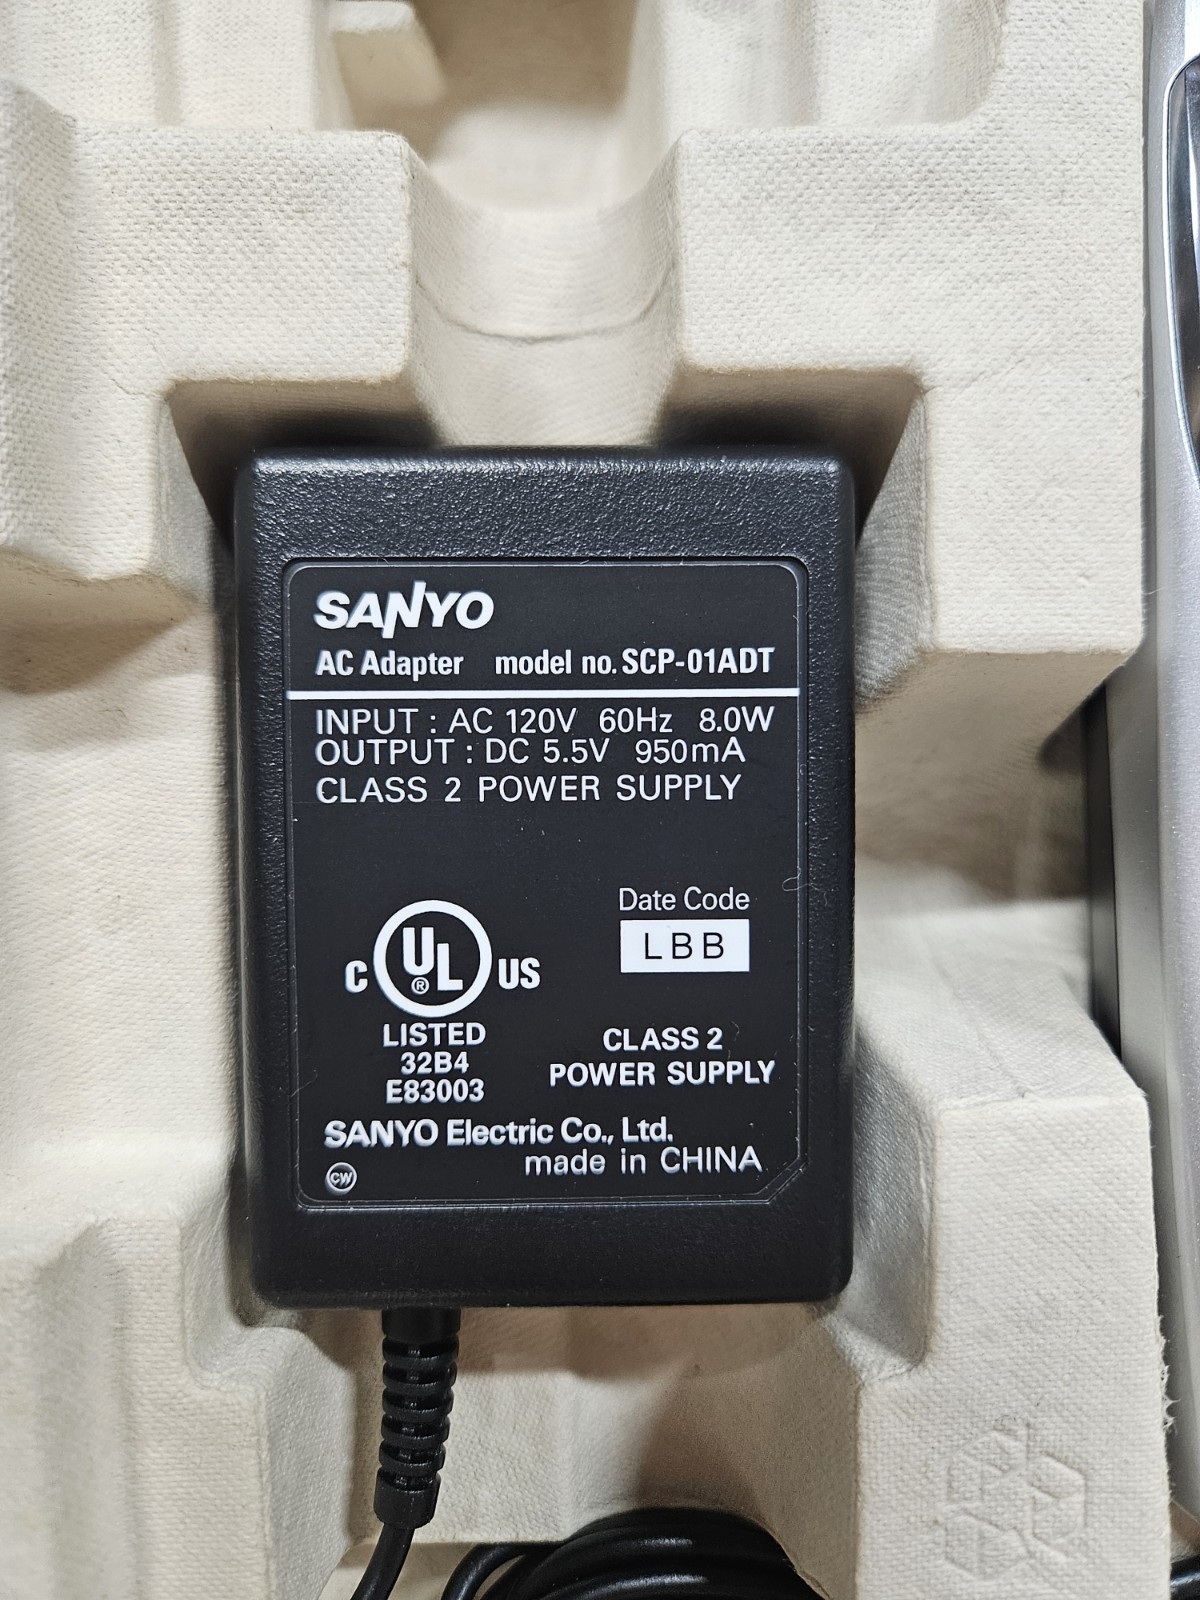 SANYO
AC Adapter model no. SCP-01ADT
INPUT : AC 120V 60Hz 8.0W
OUTPUT : DC 5.5V 950mA
CLASS 2 POWER SUPPLY
Date Code
LBB
C UL ® US
LISTED
32B4
E83003
CLASS 2
POWER SUPPLY
SANYO Electric Co., Ltd.
made in CHINA
CW